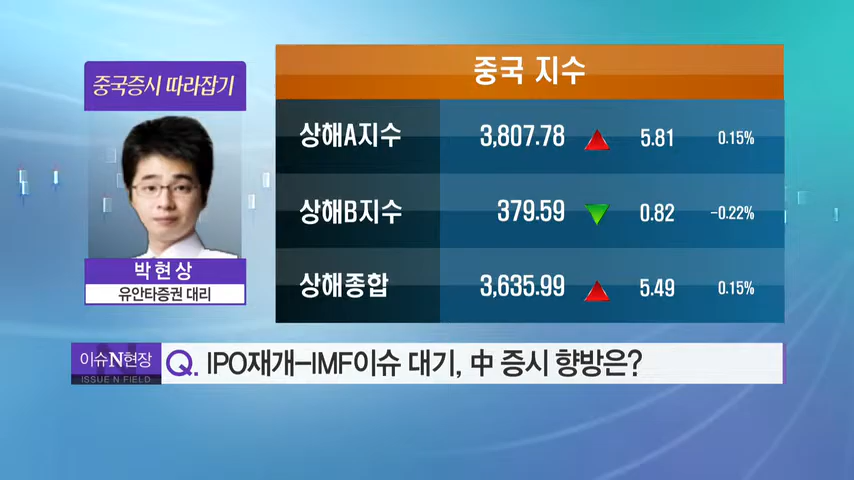 중국증시 따라잡기
박현상
유안타증권 대리
중국 지수
상해A지수 3,807.78 ▲ 5.81 0.15%
상해B지수 379.59 ▼ 0.82 -0.22%
상해종합 3,635.99 ▲ 5.49 0.15%
이슈N현장
ISSUE N FIELD
Q. IPO재개-IMF이슈 대기, 中 증시 향방은?